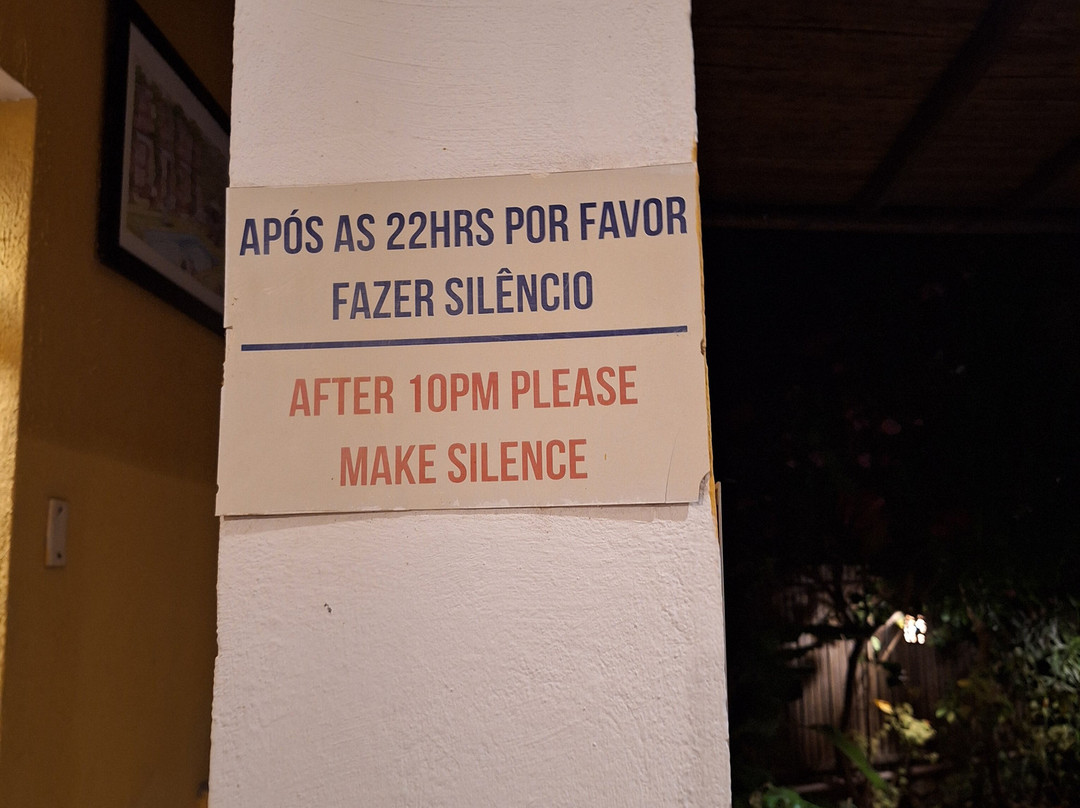 APÓS AS 22HRS POR FAVOR
FAZER SILÊNCIO
AFTER 10PM PLEASE
MAKE SILENCE